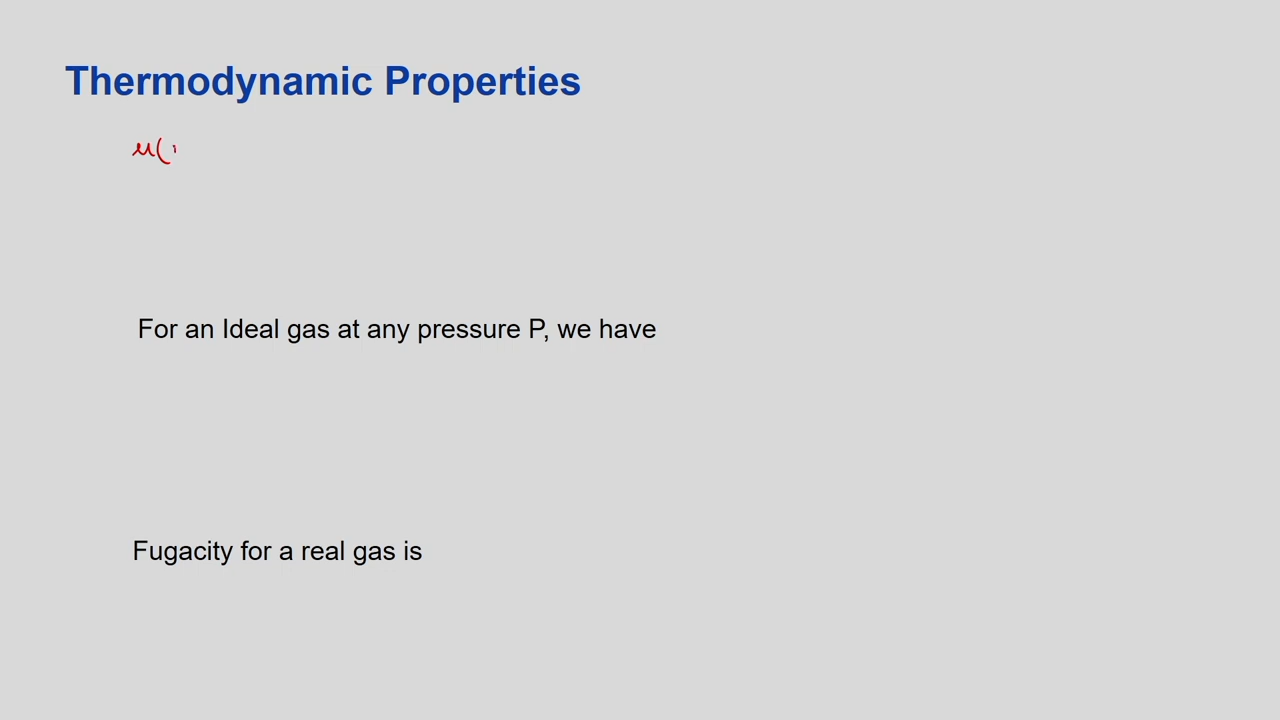 Thermodynamic Properties
μ(
For an Ideal gas at any pressure P, we have
Fugacity for a real gas is